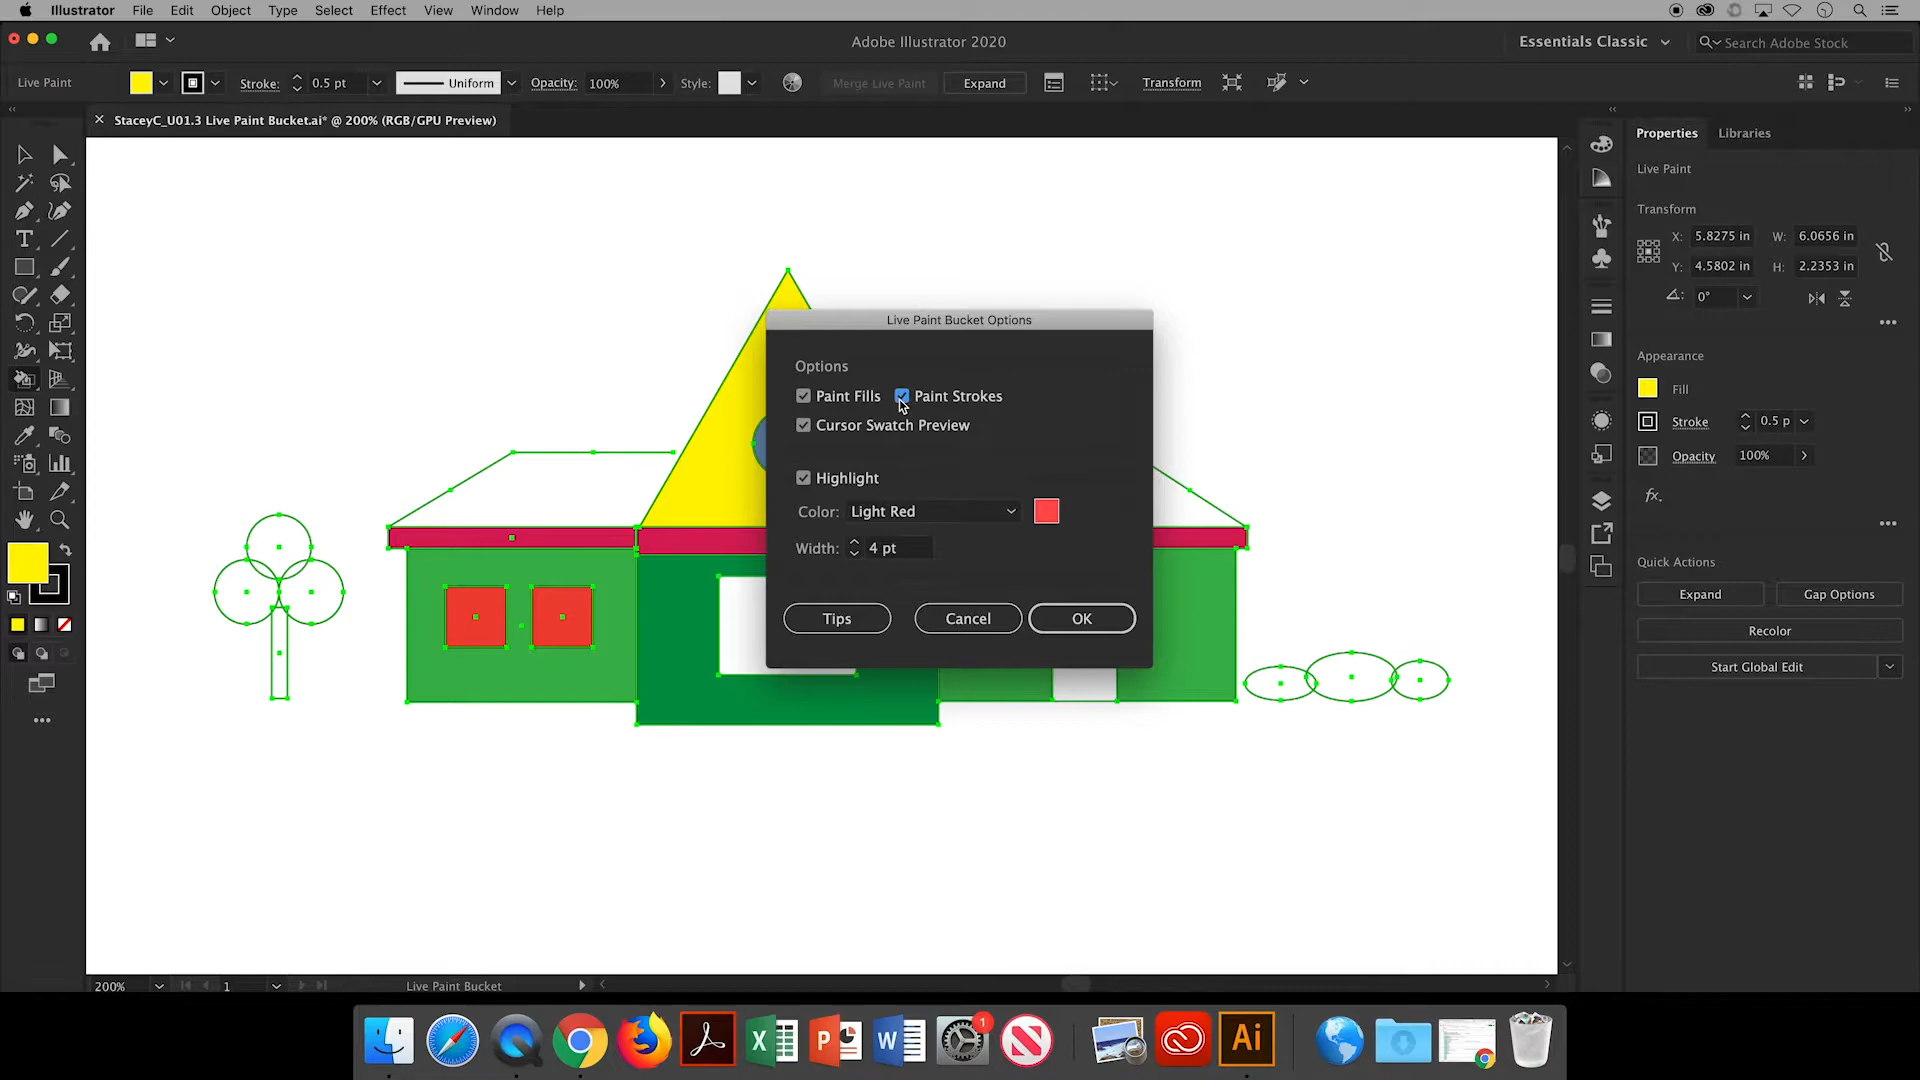 Illustrator File Edit Object Type Select Effect View Window Help
Adobe Illustrator 2020
Essentials Classic
Search Adobe Stock
Live Paint
Stroke: 0.5 pt
Uniform
Opacity: 100%
Style:
Merge Live Paint
Expand
Transform
× StaceyC_U01.3 Live Paint Bucket.ai* @ 200% (RGB/GPU Preview)
Properties Libraries
Live Paint
Transform
X: 5.8275 in W: 6.0656 in
Y: 4.5802 in H: 2.2353 in
0°
Appearance
Fill
Stroke 0.5 p
Opacity 100%
fx.
Quick Actions
Expand Gap Options
Recolor
Start Global Edit
Live Paint Bucket Options
Options
Paint Fills Paint Strokes
Cursor Swatch Preview
Highlight
Color: Light Red
Width: 4 pt
Tips Cancel OK
T
200% 1 Live Paint Bucket
X P W 1 Ai